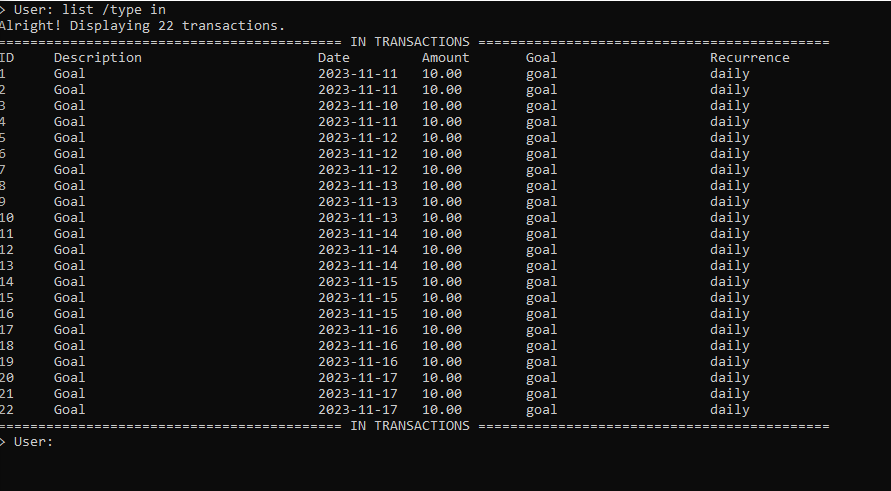 > User: list /type in
Alright! Displaying 22 transactions.
=========================================== IN TRANSACTIONS ============================================
ID Description Date Amount Goal Recurrence
1 Goal 2023-11-11 10.00 goal daily
2 Goal 2023-11-11 10.00 goal daily
3 Goal 2023-11-10 10.00 goal daily
4 Goal 2023-11-11 10.00 goal daily
5 Goal 2023-11-12 10.00 goal daily
6 Goal 2023-11-12 10.00 goal daily
7 Goal 2023-11-12 10.00 goal daily
8 Goal 2023-11-13 10.00 goal daily
9 Goal 2023-11-13 10.00 goal daily
10 Goal 2023-11-13 10.00 goal daily
11 Goal 2023-11-14 10.00 goal daily
12 Goal 2023-11-14 10.00 goal daily
13 Goal 2023-11-14 10.00 goal daily
14 Goal 2023-11-15 10.00 goal daily
15 Goal 2023-11-15 10.00 goal daily
16 Goal 2023-11-15 10.00 goal daily
17 Goal 2023-11-16 10.00 goal daily
18 Goal 2023-11-16 10.00 goal daily
19 Goal 2023-11-16 10.00 goal daily
20 Goal 2023-11-17 10.00 goal daily
21 Goal 2023-11-17 10.00 goal daily
22 Goal 2023-11-17 10.00 goal daily
=========================================== IN TRANSACTIONS ============================================
> User: